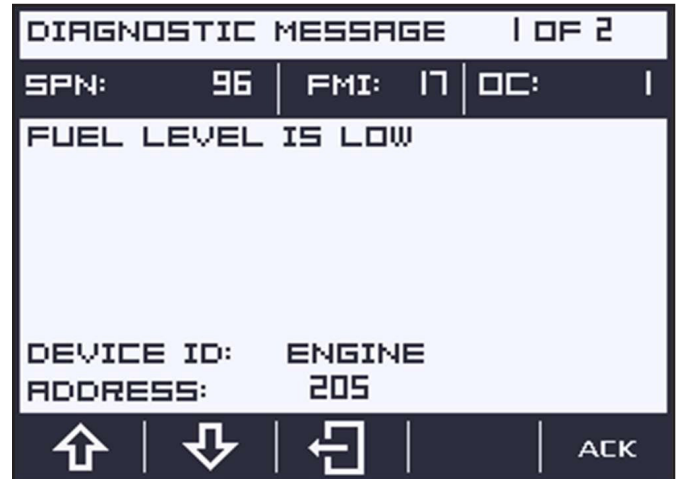 DIAGNOSTIC MESSAGE 1 OF 2
SPN: 96 FMI: 17 OC: 1
FUEL LEVEL IS LOW
DEVICE ID: ENGINE
ADDRESS: 205
ACK